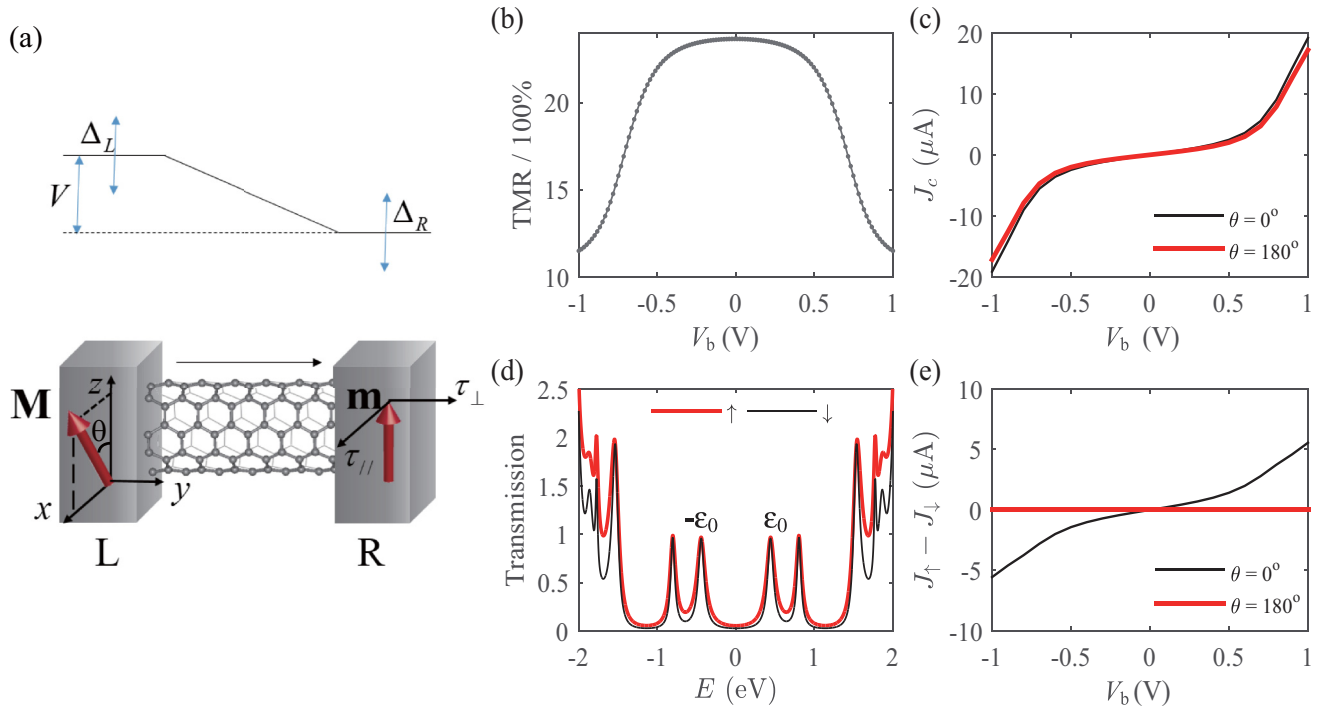 (a)
Δ_L
V
Δ_R
M
z
θ
x
y
L
m
τ_//
τ_⊥
R
(b)
TMR / 100%
20
15
10
-1 -0.5 0 0.5 1
V_b (V)
(c)
J_c (μA)
20
10
0
-10
-20
θ = 0°
θ = 180°
-1 -0.5 0 0.5 1
V_b (V)
(d)
Transmission
2.5
2
1.5
1
0.5
0
↑ ↓
-ε_0 ε_0
-2 -1 0 1 2
E (eV)
(e)
J_↑ − J_↓ (μA)
10
5
0
-5
-10
θ = 0°
θ = 180°
-1 -0.5 0 0.5 1
V_b (V)